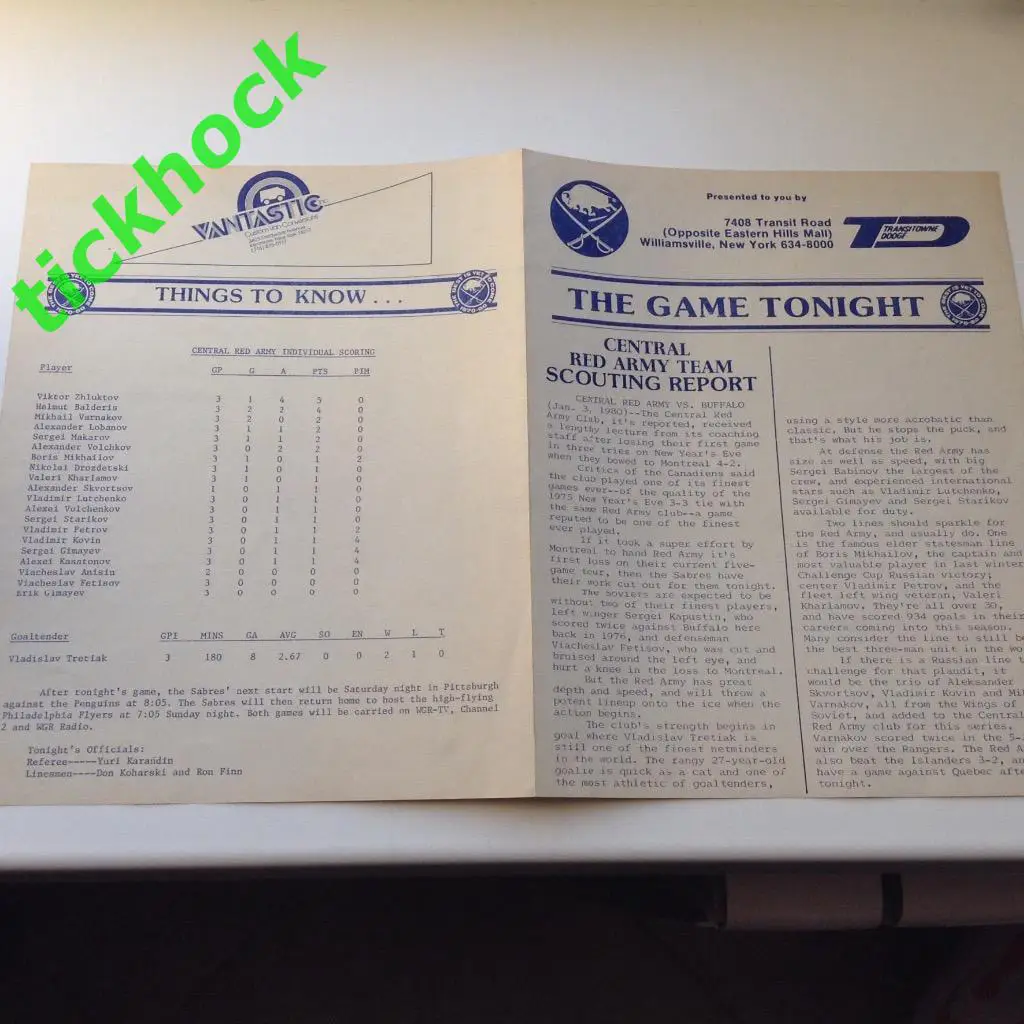 tickhock
VANTASTIC
Custom Van Conversions
THINGS TO KNOW...
CENTRAL RED ARMY INDIVIDUAL SCORING
Player GP G A PTS PIM
Viktor Zhluktov 3 1 4 5 0
Helmut Balderis 3 2 2 4 0
Mikhail Varnakov 3 2 0 2 0
Alexander Lobanov 3 1 1 2 0
Sergei Makarov 3 1 1 2 0
Alexander Volchkov 3 0 2 2 0
Boris Mikhailov 3 1 0 1 2
Nikolai Drozdetski 3 1 0 1 0
Valeri Kharlamov 3 1 0 1 0
Alexander Skvortsov 1 0 1 1 0
Vladimir Lutchenko 3 0 1 1 0
Alexei Volchenkov 3 0 1 1 0
Sergei Starikov 3 0 1 1 0
Vladimir Petrov 3 0 1 1 2
Vladimir Kovin 3 0 1 1 4
Sergei Gimayev 3 0 1 1 4
Alexei Kasatonov 3 0 1 1 4
Viacheslav Anisin 2 0 0 0 0
Viacheslav Fetisov 3 0 0 0 0
Erik Gimayev 3 0 0 0 0
Goaltender GPI MINS GA AVG SO EN W L T
Vladislav Tretiak 3 180 8 2.67 0 0 2 1 0
After tonight's game, the Sabres' next start will be Saturday night in Pittsburgh
against the Penguins at 8:05. The Sabres will then return home to host the high-flying
Philadelphia Flyers at 7:05 Sunday night. Both games will be carried on WGR-TV, Channel
2 and WGR Radio.
Tonight's Officials:
Referee-----Yuri Karandin
Linesmen----Don Koharski and Ron Finn
Presented to you by
7408 Transit Road
(Opposite Eastern Hills Mall)
Williamsville, New York 634-8000
TRANSITOWNE
DODGE
THE GAME TONIGHT
CENTRAL
RED ARMY TEAM
SCOUTING REPORT
CENTRAL RED ARMY VS. BUFFALO
(Jan. 3, 1980)--The Central Red
Army Club, it's reported, received
a lengthy lecture from its coaching
staff after losing their first game
in three tries on New Year's Eve
when they bowed to Montreal 4-2.
Critics of the Canadiens said
the club played one of its finest
games ever--of the quality of the
1975 New Year's Eve 3-3 tie with
the same Red Army club--a game
reputed to be one of the finest
ever played.
If it took a super effort by
Montreal to hand Red Army it's
first loss on their current five-
game tour, then the Sabres have
their work cut out for them tonight.
The Soviets are expected to be
without two of their finest players,
left winger Sergei Kapustin, who
scored twice against Buffalo here
back in 1976, and defenseman
Viacheslav Fetisov, who was cut and
bruised around the left eye, and
hurt a knee in the loss to Montreal.
But the Red Army has great
depth and speed, and will throw a
potent lineup onto the ice when the
action begins.
The club's strength begins in
goal where Vladislav Tretiak is
still one of the finest netminders
in the world. The rangy 27-year-old
goalie is quick as a cat and one of
the most athletic of goaltenders,
using a style more acrobatic than
classic. But he stops the puck, and
that's what his job is.
At defense the Red Army has
size as well as speed, with big
Sergei Babinov the largest of the
crew, and experienced international
stars such as Vladimir Lutchenko,
Sergei Gimayev and Sergei Starikov
available for duty.
Two lines should sparkle for
the Red Army, and usually do. One
is the famous elder statesman line
of Boris Mikhailov, the captain and
most valuable player in last winter
Challenge Cup Russian victory;
center Vladimir Petrov, and the
fleet left wing veteran, Valeri
Kharlamov. They're all over 30,
and have scored 934 goals in their
careers coming into this season.
Many consider the line to still be
the best three-man unit in the wo
If there is a Russian line t
challenge for that plaudit, it
would be the trio of Aleksander
Skvortsov, Vladimir Kovin and Mik
Varnakov, all from the Wings of
Soviet, and added to the Central
Red Army club for this series.
Varnakov scored twice in the 5-
win over the Rangers. The Red A
also beat the Islanders 3-2, an
have a game against Quebec afte
tonight.